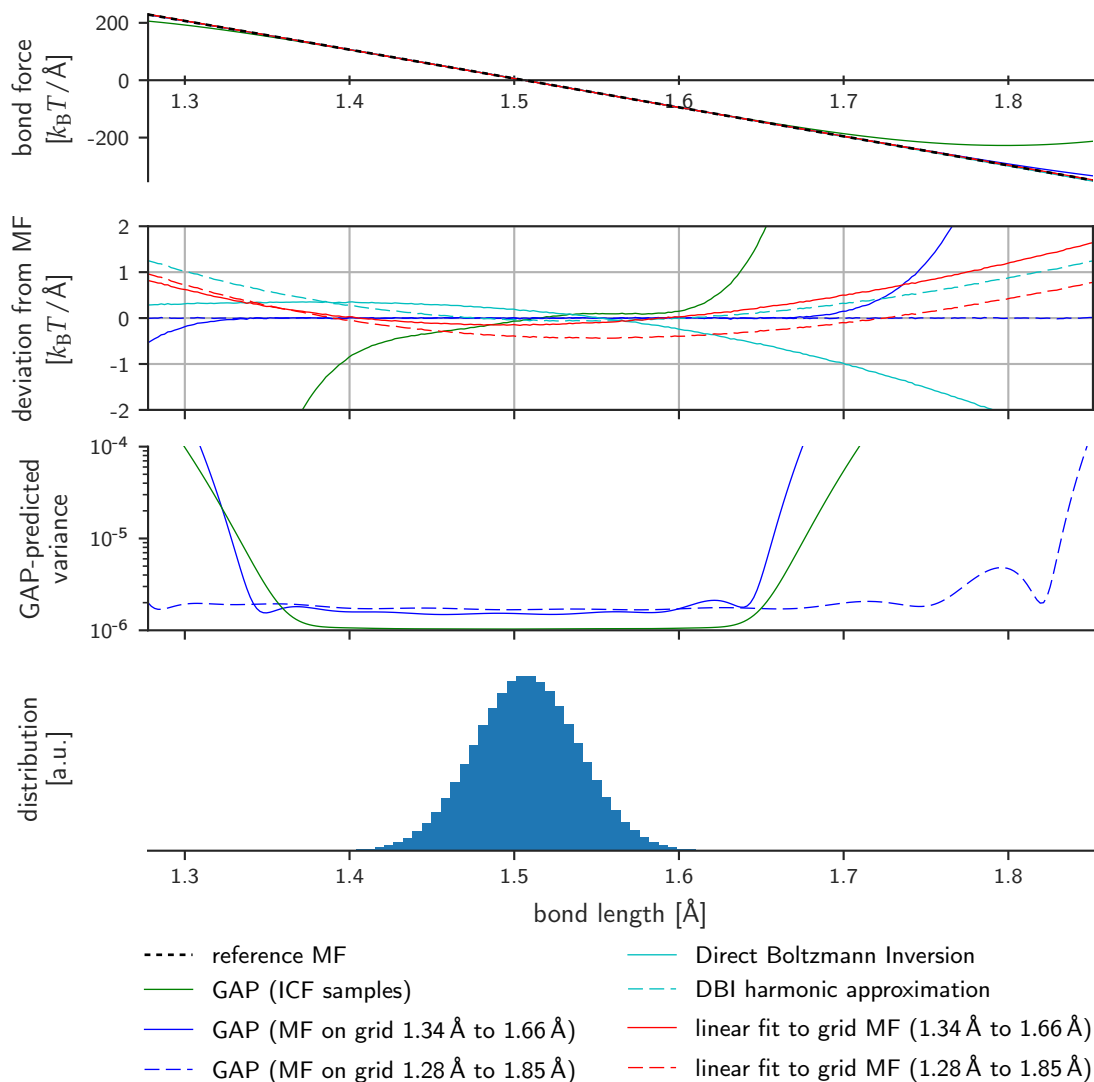 bond force
[k_BT/Å]
200
0
-200
1.3 1.4 1.5 1.6 1.7 1.8
deviation from MF
[k_BT/Å]
2
1
0
-1
-2
GAP-predicted
variance
10^-4
10^-5
10^-6
distribution
[a.u.]
1.3 1.4 1.5 1.6 1.7 1.8
bond length [Å]
reference MF
GAP (ICF samples)
GAP (MF on grid 1.34 Å to 1.66 Å)
GAP (MF on grid 1.28 Å to 1.85 Å)
Direct Boltzmann Inversion
DBI harmonic approximation
linear fit to grid MF (1.34 Å to 1.66 Å)
linear fit to grid MF (1.28 Å to 1.85 Å)